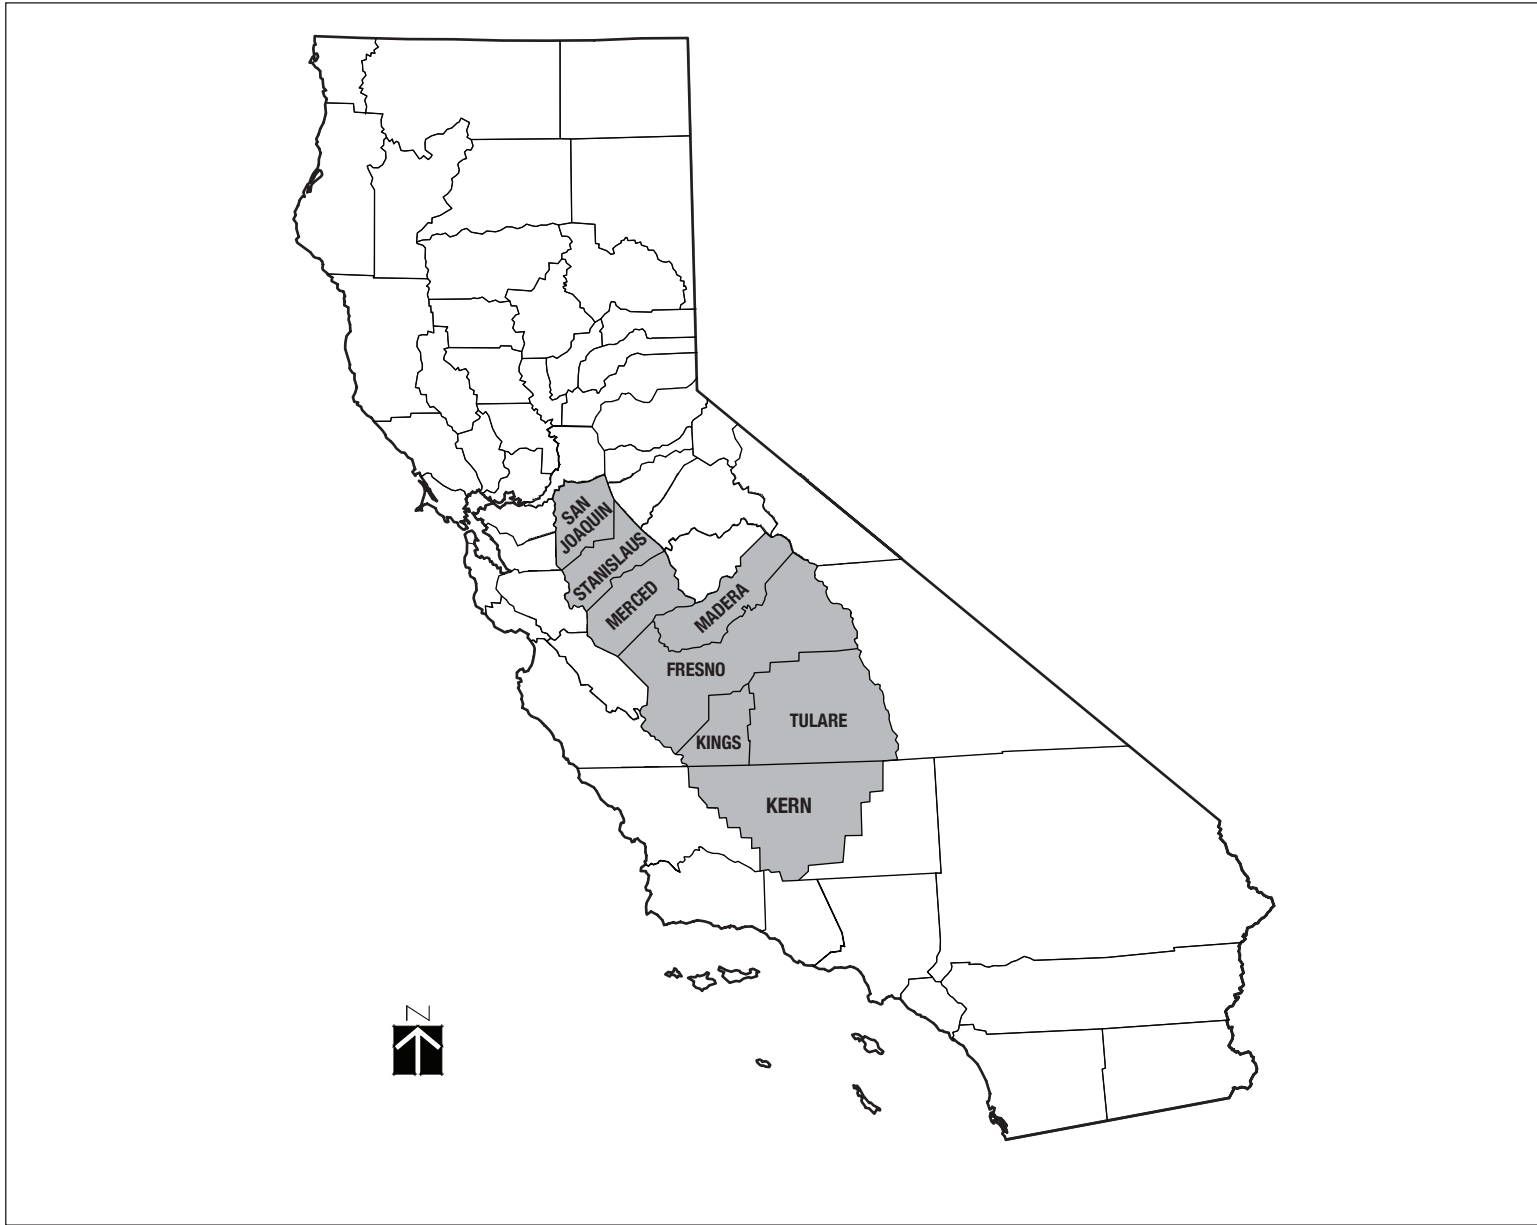 SAN
JOAQUIN
STANISLAUS
MERCED
MADERA
FRESNO
TULARE
KINGS
KERN
N